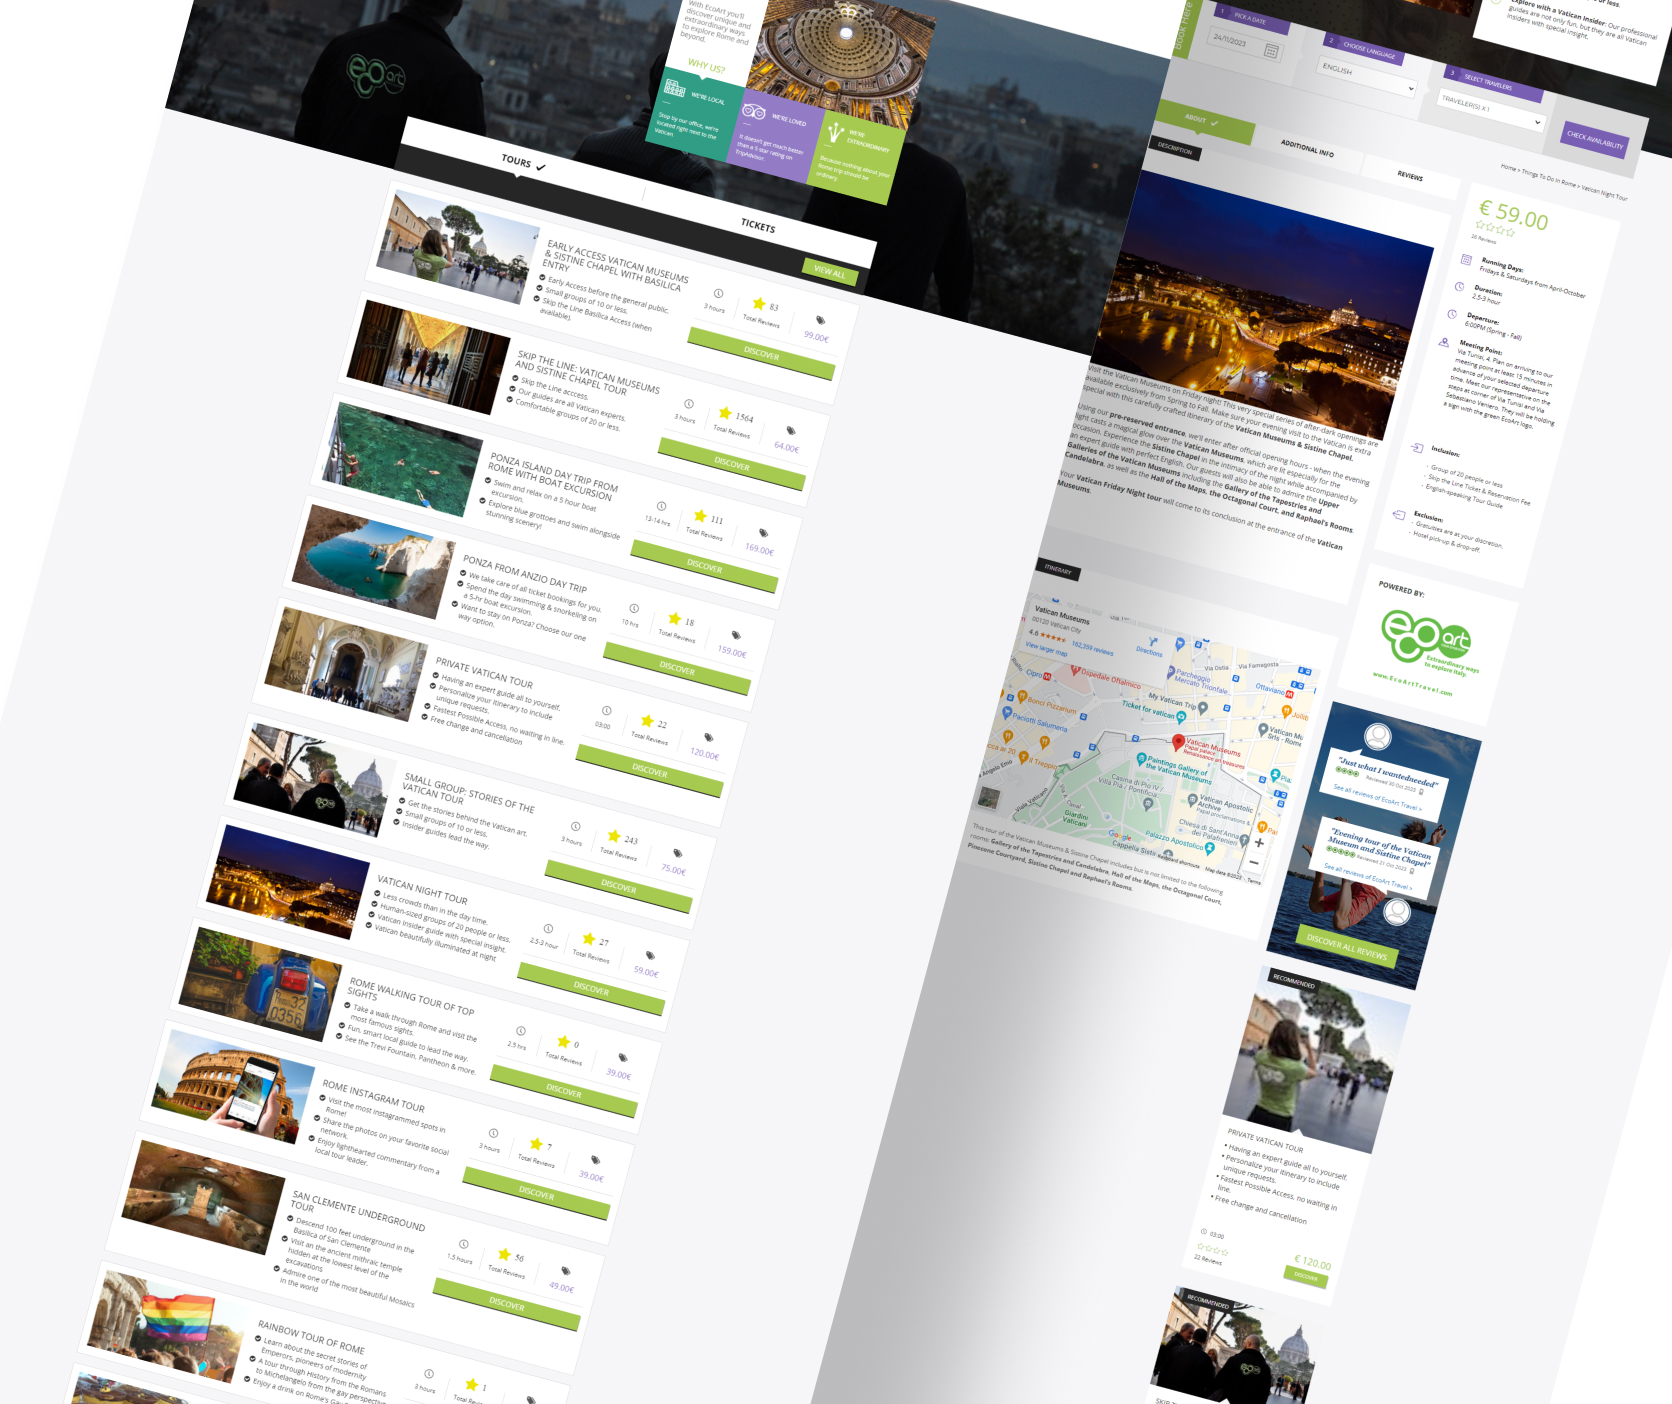 eco art
With EcoArt you'll
discover unique and
extraordinary ways
to explore Rome and
beyond.
WHY US?
WE'RE LOCAL
Stop by our office, we're
located right next to the
Vatican.
WE'RE LOVED
It doesn't get much better
than a 5-star rating on
TripAdvisor!
WE'RE
EXTRAORDINARY
Because nothing about your
Rome trip should be
ordinary
TOURS
TICKETS
VIEW ALL
EARLY ACCESS VATICAN MUSEUMS
& SISTINE CHAPEL WITH BASILICA
ENTRY
Early Access before the general public.
Small groups of 10 or less,
Skip the Line Basilica Access (when
available).
3 hours
83
Total Reviews
99.00€
DISCOVER
SKIP THE LINE: VATICAN MUSEUMS
AND SISTINE CHAPEL TOUR
Skip the Line acccess.
Our guides are all Vatican experts.
Comfortable groups of 20 or less.
3 hours
1564
Total Reviews
64.00€
DISCOVER
PONZA ISLAND DAY TRIP FROM
ROME WITH BOAT EXCURSION
Swim and relax on a 5 hour boat
excursion.
Explore blue grottoes and swim alongside
stunning scenery!
13-14 hrs
111
Total Reviews
169.00€
DISCOVER
PONZA FROM ANZIO DAY TRIP
We take care of all ticket bookings for you.
Spend the day swimming & snorkeling on
a 5-hr boat excursion.
Want to stay on Ponza? Choose our one
way option.
10 hrs
18
Total Reviews
159.00€
DISCOVER
PRIVATE VATICAN TOUR
Having an expert guide all to yourself.
Personalize your itinerary to include
unique requests.
Fastest Possible Access, no waiting in line.
Free change and cancellation
03:00
22
Total Reviews
120.00€
DISCOVER
SMALL GROUP: STORIES OF THE
VATICAN TOUR
Get the stories behind the Vatican art.
Small groups of 10 or less,
Insider guides lead the way.
3 hours
243
Total Reviews
75.00€
DISCOVER
VATICAN NIGHT TOUR
Less crowds than in the day time.
Human-sized groups of 20 people or less.
Vatican Insider guide with special insight.
Vatican beautifully illuminated at night
2.5-3 hour
27
Total Reviews
59.00€
DISCOVER
ROME WALKING TOUR OF TOP
SIGHTS
Take a walk through Rome and visit the
most famous sights.
Fun, smart local guide to lead the way.
See the Trevi Fountain, Pantheon & more.
2.5 hrs
0
Total Reviews
39.00€
DISCOVER
ROME INSTAGRAM TOUR
Visit the most instagrammed spots in
Rome!
Share the photos on your favorite social
network.
Enjoy lighthearted commentary from a
local tour leader.
3 hours
7
Total Reviews
39.00€
DISCOVER
SAN CLEMENTE UNDERGROUND
TOUR
Descend 100 feet underground in the
Basilica of San Clemente
Visit an the ancient mithraic temple
hidden at the lowest level of the
excavations
Admire one of the most beautiful Mosaics
in the world
1.5 hours
56
Total Reviews
49.00€
DISCOVER
RAINBOW TOUR OF ROME
Learn about the secret stories of
Emperors, pioneers of modernity
A tour through History from the Romans
to Michelangelo from the gay perspective
Enjoy a drink on Rome's
3 hours
1
or less.
Explore with a Vatican Insider: Our professional
guides are not only fun, but they are all Vatican
insiders with special insight.
Book Here
1 PICK A DATE
24/11/2023
2 CHOOSE LANGUAGE
ENGLISH
3 SELECT TRAVELERS
TRAVELER(S) X 1
CHECK AVAILABILITY
ABOUT
ADDITIONAL INFO
REVIEWS
Home > Things To Do In Rome > Vatican Night Tour
DESCRIPTION
Visit the Vatican Museums on Friday night! This very special series of after-dark openings are
available exclusively from Spring to Fall. Make sure your evening visit to the Vatican is extra
special with this carefully crafted itinerary of the Vatican Museums & Sistine Chapel.
Using our pre-reserved entrance, we'll enter after official opening hours - when the evening
light casts a magical glow over the Vatican Museums, which are lit especially for the
occasion. Experience the Sistine Chapel in the intimacy of the night while accompanied by
an expert guide with perfect English. Our guests will also be able to admire the Upper
Galleries of the Vatican Museums including the Gallery of the Tapestries and
Candelabra, as well as the Hall of the Maps, the Octagonal Court, and Raphael's Rooms.
Your Vatican Friday Night tour will come to its conclusion at the entrance of the Vatican
Museums.
€ 59.00
26 Reviews
Running Days:
Fridays & Saturdays from April-October
Duration:
2.5-3 hour
Departure:
6:00PM (Spring - Fall)
Meeting Point:
Via Tunisi, 4. Plan on arriving to our
meeting point at least 15 minutes in
advance of your selected departure
time. Meet our representative on the
steps at corner of Via Tunisi and Via
Sebastiano Veniero. They will be holding
a sign with the green EcoArt logo.
Inclusion:
- Group of 20 people or less
- Skip the Line Ticket & Reservation Fee
- English-speaking Tour Guide
Exclusion:
- Gratuities are at your discretion.
- Hotel pick-up & drop-off.
POWERED BY:
eco art
Extraordinary ways
to explore Italy.
www.EcoArtTravel.com
ITINERARY
Vatican Museums
00120 Vatican City
4.6
162,359 reviews
View larger map
Directions
Ospedale Oftalmico
Parcheggio
Mercato Trionfale
Via Ostia
Via Famagosta
Ottaviano
Cipro
Bonci Pizzarium
Pariotti Salumeria
My Vatican Trip
Ticket for vatican
Il Treppio
Vatican Museums
Papal palace,
Renaissance art treasures
Paintings Gallery of
the Vatican Museums
Casina di Pio IV /
Villa Pia / Pontificia
Vatican Apostolic
Archive
Viale Vaticano
Giardini
Vaticani
Chiesa di Sant'Anna
dei Palafrenieri
Palazzo Apostolico
Cappella Sistina
Google
Keyboard shortcuts
Map data ©2023
Terms
This tour of the Vatican Museums & Sistine Chapel includes but is not limited to the following
rooms: Gallery of the Tapestries and Candelabra, Hall of the Maps, the Octagonal Court,
Pinecone Courtyard, Sistine Chapel and Raphael's Rooms.
"Just what I wantedneeded"
Reviewed 30 Oct 2023
See all reviews of EcoArt Travel >
"Evening tour of the Vatican
Museum and Sistine Chapel"
Reviewed 21 Oct 2023
See all reviews of EcoArt Travel >
DISCOVER ALL REVIEWS
RECOMMENDED
PRIVATE VATICAN TOUR
Having an expert guide all to yourself.
Personalize your itinerary to include
unique requests.
Fastest Possible Access, no waiting in
line.
Free change and cancellation
03:00
22 Reviews
€ 120.00
DISCOVER
RECOMMENDED